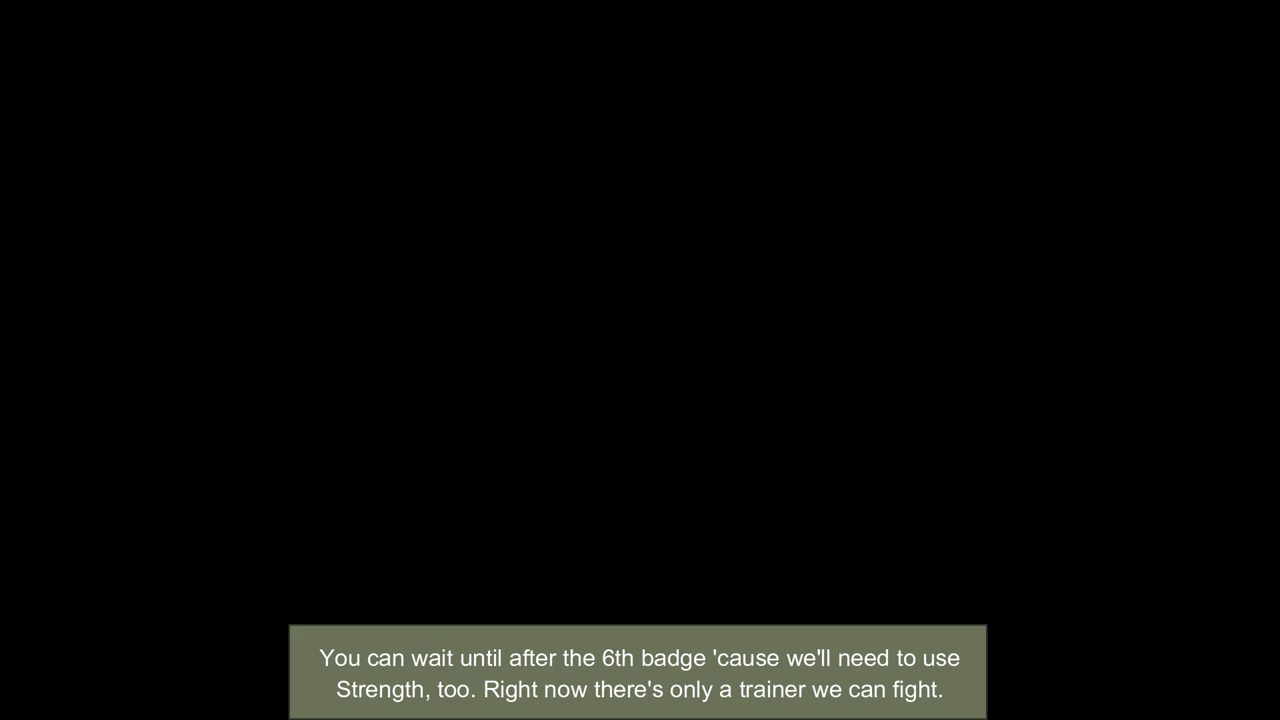 You can wait until after the 6th badge 'cause we'll need to use
Strength, too. Right now there's only a trainer we can fight.